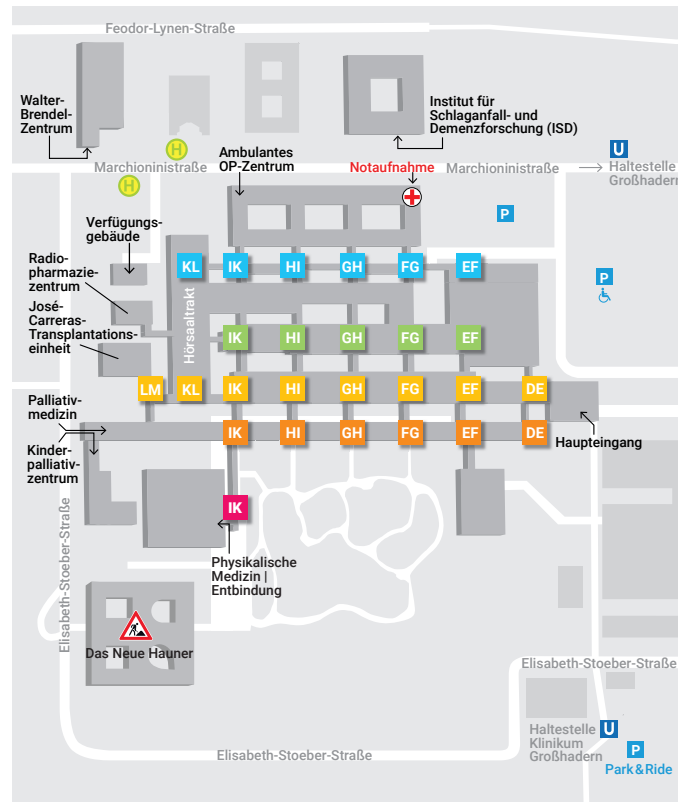 Feodor-Lynen-Straße
Walter-
Brendel-
Zentrum
Institut für
Schlaganfall- und
Demenzforschung (ISD)
H
Marchioninistraße
H
Ambulantes
OP-Zentrum
Notaufnahme
Marchioninistraße
U
Haltestelle
Großhadern
P
P
Verfügungs-
gebäude
Radio-
pharmazie-
zentrum
José-
Carreras-
Transplantations-
einheit
Hörsaaltrakt
KL IK HI GH FG EF
IK HI GH FG EF
LM KL IK HI GH FG EF DE
IK HI GH FG EF DE
Palliativ-
medizin
Kinder-
palliativ-
zentrum
Haupteingang
IK
Physikalische
Medizin |
Entbindung
Elisabeth-Stoeber-Straße
Das Neue Hauner
Elisabeth-Stoeber-Straße
Elisabeth-Stoeber-Straße
Haltestelle
Klinikum
Großhadern
U
P
Park & Ride